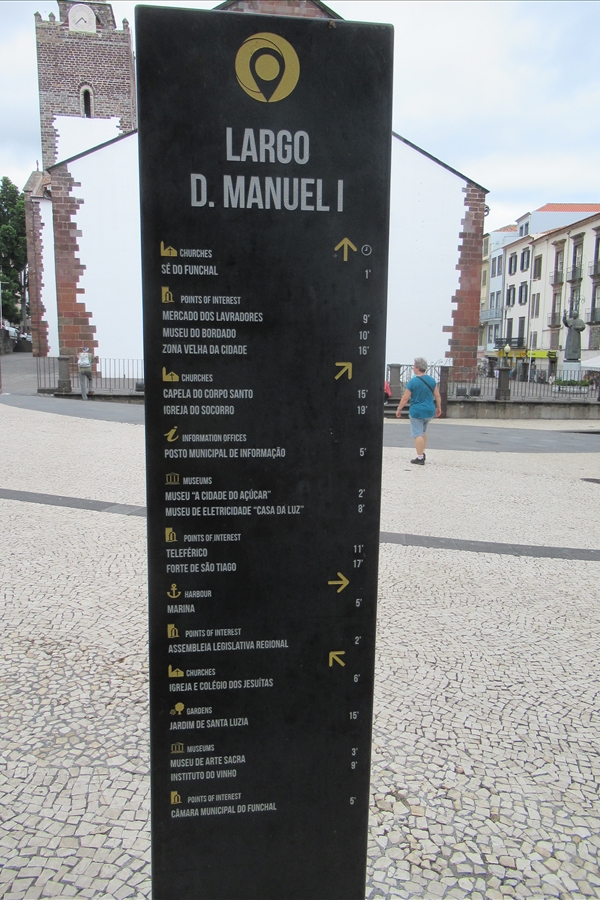 LARGO
D. MANUEL I
CHURCHES
SÉ DO FUNCHAL 1'
POINTS OF INTEREST
MERCADO DOS LAVRADORES 9'
MUSEU DO BORDADO 10'
ZONA VELHA DA CIDADE 16'
CHURCHES
CAPELA DO CORPO SANTO 15'
IGREJA DO SOCORRO 19'
INFORMATION OFFICES
POSTO MUNICIPAL DE INFORMAÇÃO 5'
MUSEUMS
MUSEU "A CIDADE DO AÇÚCAR" 2'
MUSEU DE ELETRICIDADE "CASA DA LUZ" 8'
POINTS OF INTEREST
TELEFÉRICO 11'
FORTE DE SÃO TIAGO 17'
HARBOUR
MARINA 5'
POINTS OF INTEREST
ASSEMBLEIA LEGISLATIVA REGIONAL 2'
CHURCHES
IGREJA E COLÉGIO DOS JESUÍTAS 6'
GARDENS
JARDIM DE SANTA LUZIA 15'
MUSEUMS
MUSEU DE ARTE SACRA 3'
INSTITUTO DO VINHO 9'
POINTS OF INTEREST
CÂMARA MUNICIPAL DO FUNCHAL 5'